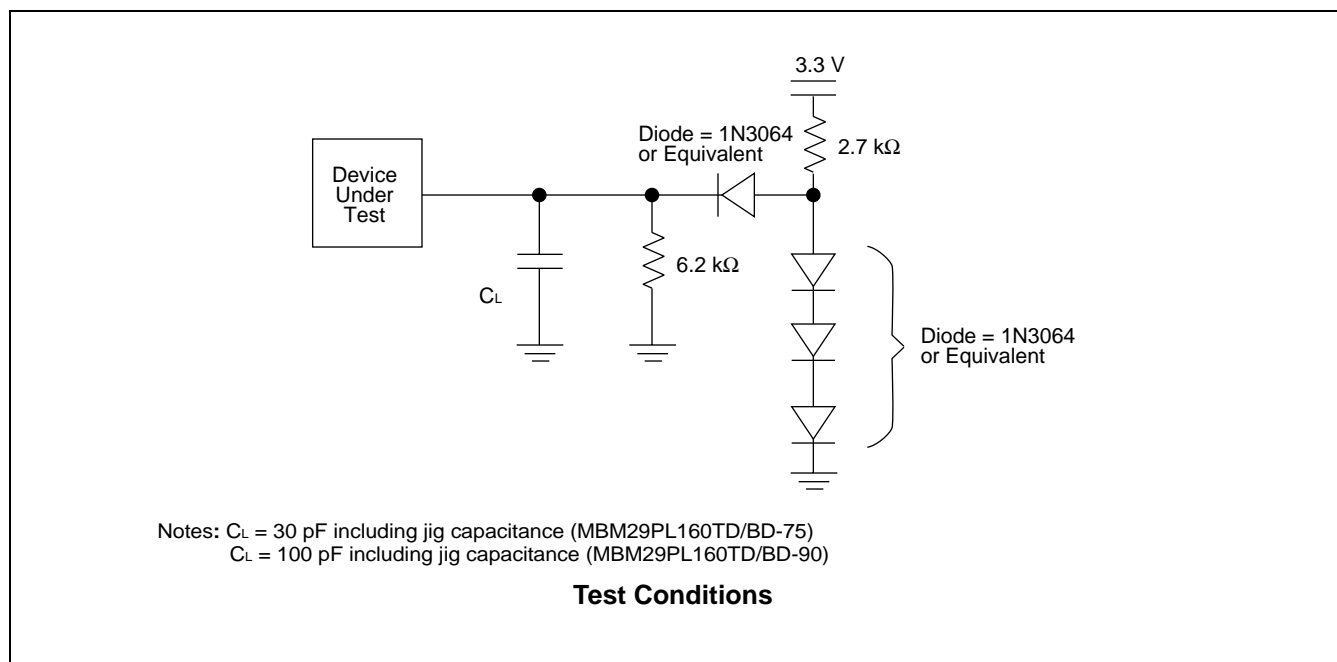 3.3 V
Diode = 1N3064
or Equivalent
2.7 kΩ
Device
Under
Test
6.2 kΩ
CL
Diode = 1N3064
or Equivalent
Notes: CL = 30 pF including jig capacitance (MBM29PL160TD/BD-75)
CL = 100 pF including jig capacitance (MBM29PL160TD/BD-90)
Test Conditions